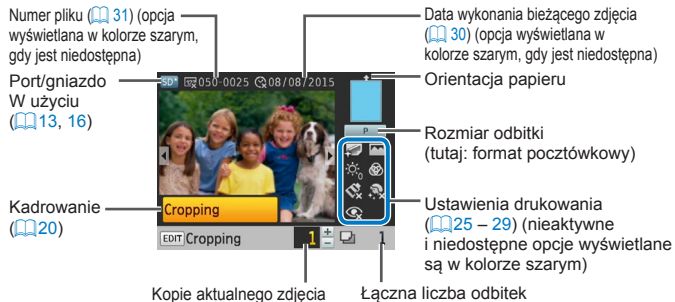 Numer pliku (31) (opcja
wyświetlana w kolorze szarym,
gdy jest niedostępna)
Data wykonania bieżącego zdjęcia
(30) (opcja wyświetlana w
kolorze szarym, gdy jest niedostępna)
Port/gniazdo
W użyciu
(13, 16)
Orientacja papieru
SD 050-0025 08/08/2015
P
Rozmiar odbitki
(tutaj: format pocztówkowy)
Kadrowanie
(20)
Cropping
Ustawienia drukowania
(25 – 29) (nieaktywne
i niedostępne opcje wyświetlane
są w kolorze szarym)
EDIT Cropping 1 + - 1
Kopie aktualnego zdjęcia
Łączna liczba odbitek